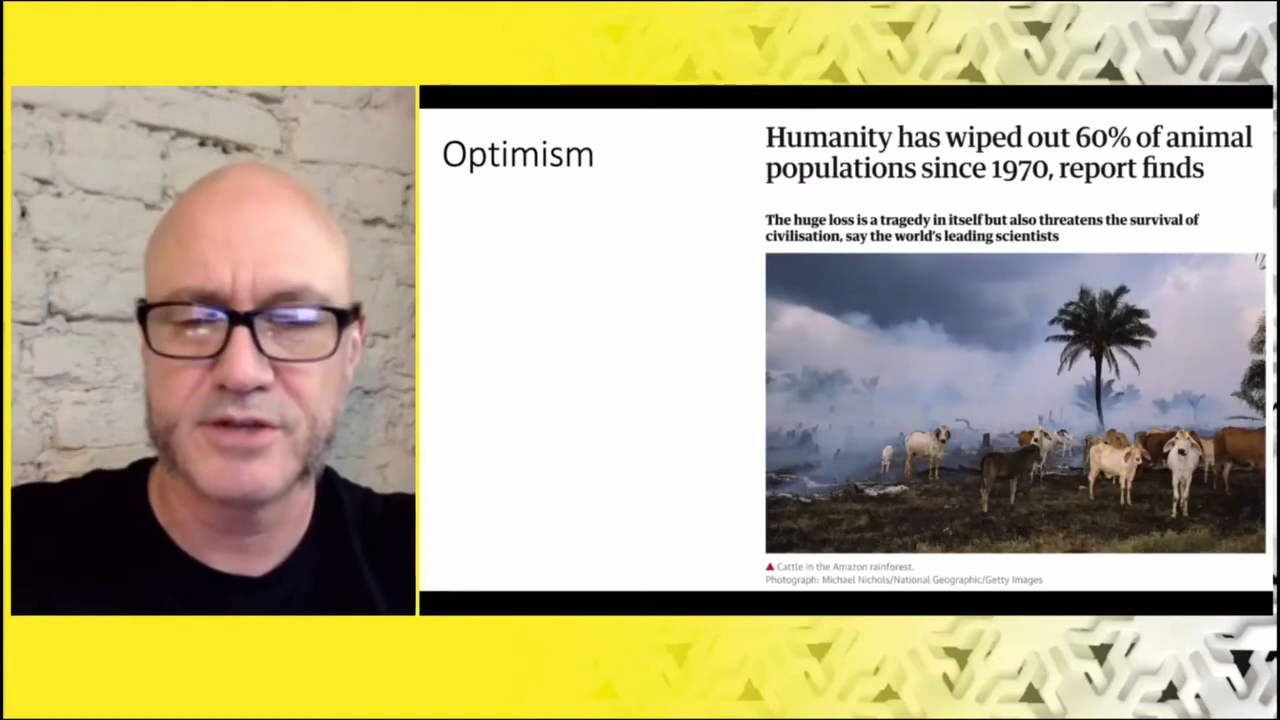 Optimism
Humanity has wiped out 60% of animal
populations since 1970, report finds
The huge loss is a tragedy in itself but also threatens the survival of
civilisation, say the world's leading scientists
Cattle in the Amazon rainforest.
Photograph: Michael Nichols/National Geographic/Getty Images